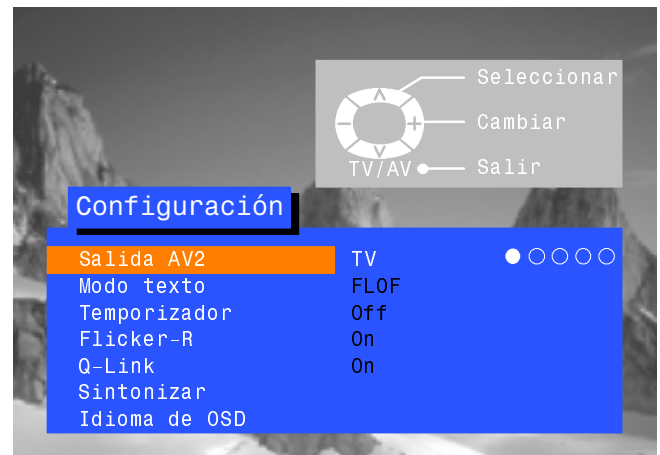 Seleccionar
Cambiar
TV/AV Salir
Configuración
Salida AV2 TV
Modo texto FLOF
Temporizador Off
Flicker-R On
Q-Link On
Sintonizar
Idioma de OSD